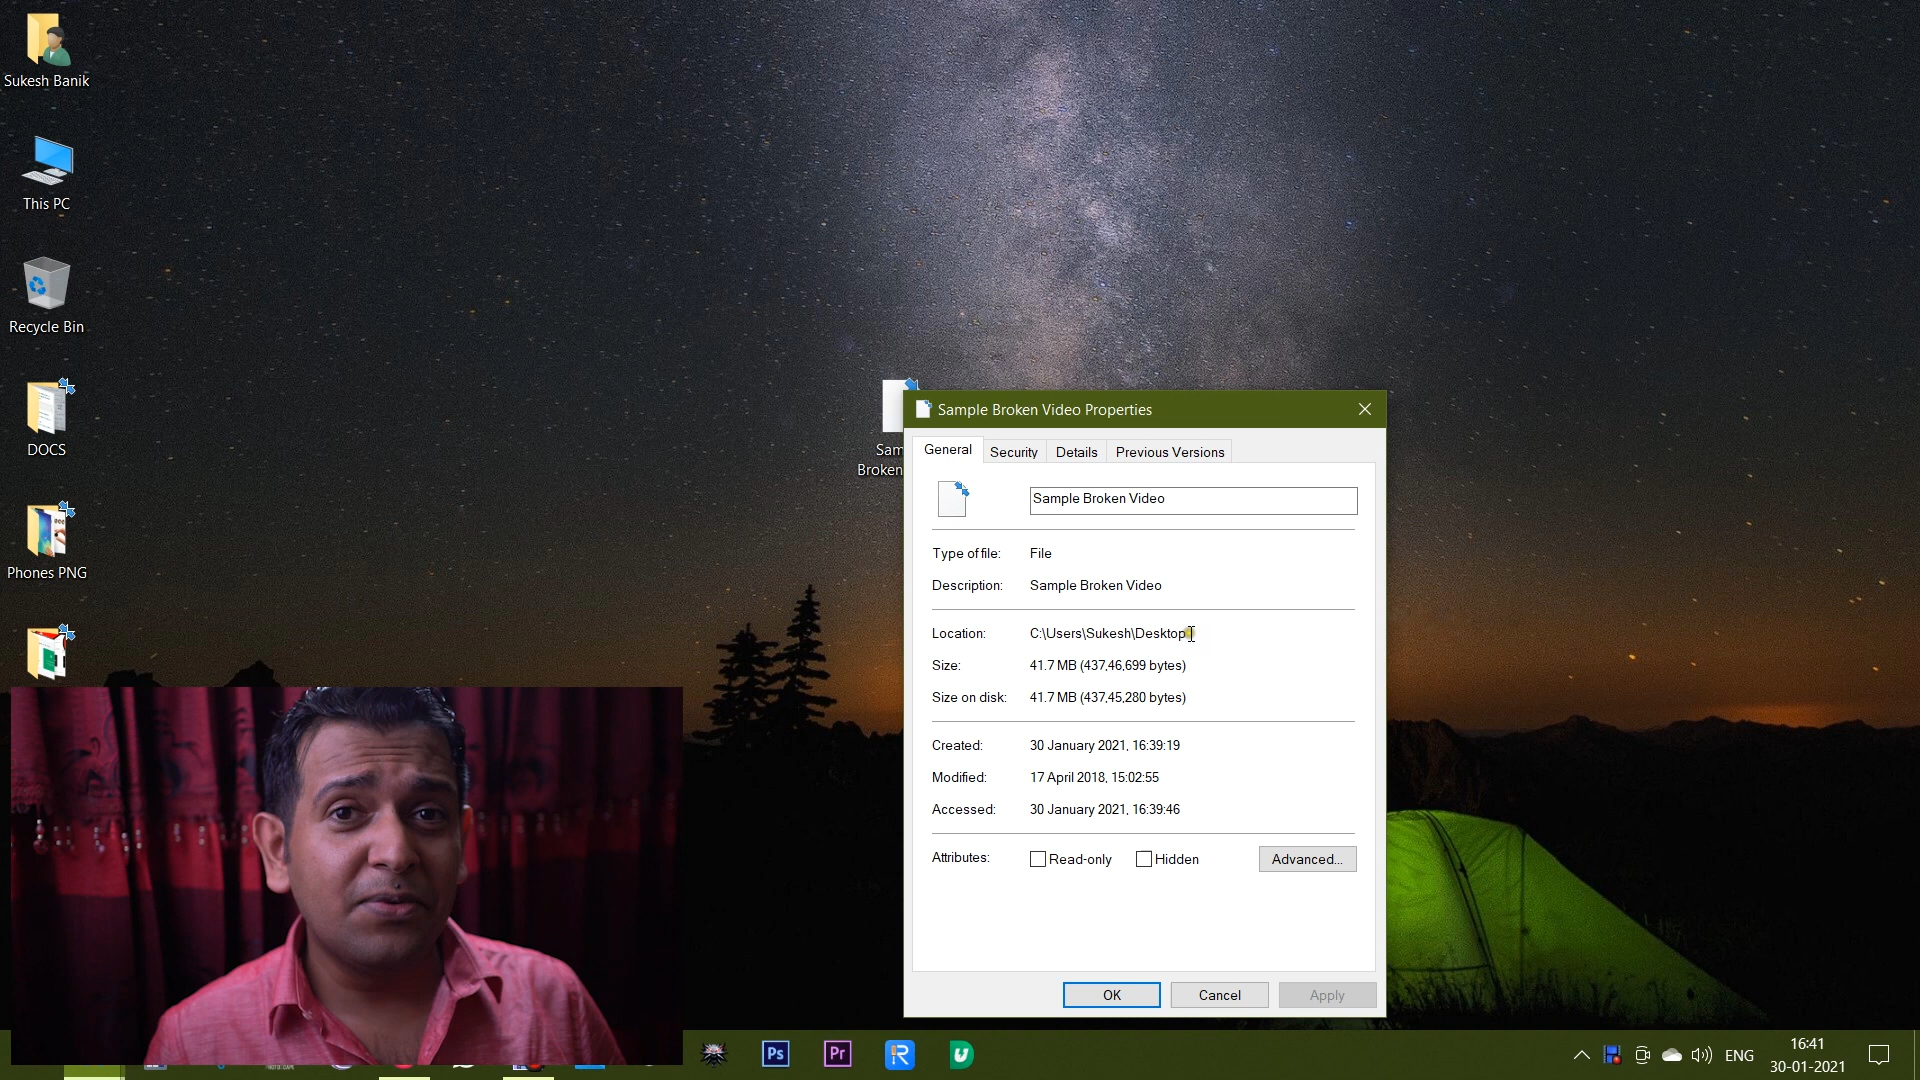 Sukesh Banik
This PC
Recycle Bin
DOCS
Phones PNG
Sam
Broken
Sample Broken Video Properties
General Security Details Previous Versions
Sample Broken Video
Type of file: File
Description: Sample Broken Video
Location: C:\Users\Sukesh\Desktop
Size: 41.7 MB (437,46,699 bytes)
Size on disk: 41.7 MB (437,45,280 bytes)
Created: 30 January 2021, 16:39:19
Modified: 17 April 2018, 15:02:55
Accessed: 30 January 2021, 16:39:46
Attributes: Read-only Hidden Advanced...
OK Cancel Apply
Ps Pr R U
ENG
16:41
30-01-2021